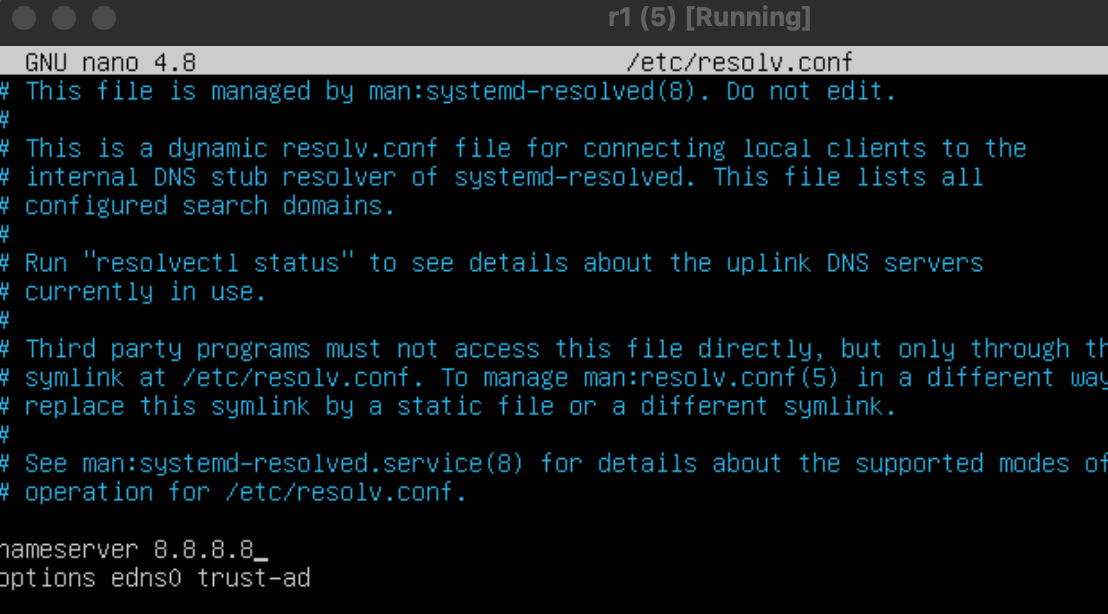 r1 (5) [Running]
GNU nano 4.8 /etc/resolv.conf
# This file is managed by man:systemd-resolved(8). Do not edit.
#
# This is a dynamic resolv.conf file for connecting local clients to the
# internal DNS stub resolver of systemd-resolved. This file lists all
# configured search domains.
#
# Run "resolvectl status" to see details about the uplink DNS servers
# currently in use.
#
# Third party programs must not access this file directly, but only through th
# symlink at /etc/resolv.conf. To manage man:resolv.conf(5) in a different way
# replace this symlink by a static file or a different symlink.
#
# See man:systemd-resolved.service(8) for details about the supported modes of
# operation for /etc/resolv.conf.
nameserver 8.8.8.8
options edns0 trust-ad